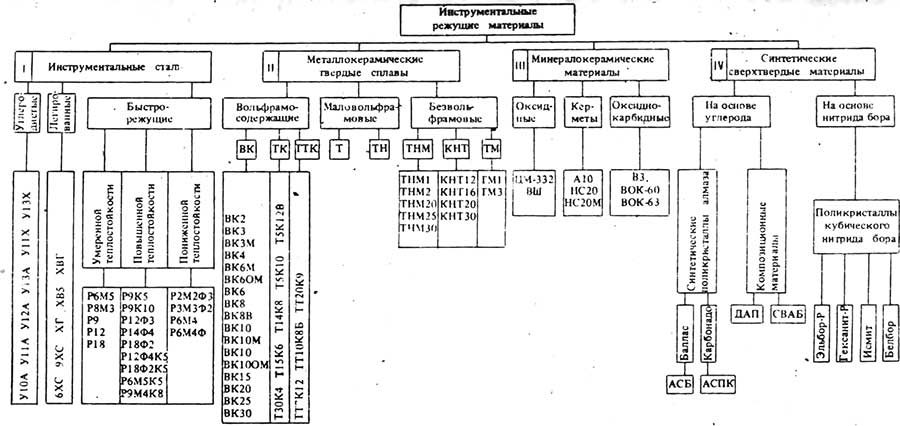 Инструментальные
режущие материалы
I Инструментальные стали
II Металлокерамические
твердые сплавы
III Минералокерамические
материалы
IV Синтетические
сверхтвердые материалы
Углеродистые
Легированные
Быстро-
режущие
Вольфрамо-
содержащие
Маловольфра-
мовые
Безволь-
фрамовые
Оксид-
ные
Кер-
меты
Оксидно-
карбидные
На основе
углерода
На основе
нитрида бора
ВК
ТК
ТТК
Т
ТН
ТНМ
КНТ
ТМ
У10А У11А У12А У13А У11Х У13Х
6ХС 9ХС ХГ ХВ5 ХВГ
Умеренной
теплостойкости
Повышенной
теплостойкости
Пониженной
теплостойкости
Р6М5
Р8М3
Р9
Р12
Р18
Р9К5
Р9К10
Р12Ф3
Р14Ф4
Р18Ф2
Р12Ф4К5
Р18Ф2К5
Р6М5К5
Р9М4К8
Р2М2Ф3
Р3М3Ф2
Р6М4
Р6М4Ф
ВК2
ВК3
ВК3М
ВК4
ВК6М
ВК6ОМ
ВК6
ВК8
ВК8В
ВК10
ВК10М
ВК10
ВК10ОМ
ВК15
ВК20
ВК25
ВК30
Т30К4 Т15К6 Т14К8 Т5К10 Т5К12В
ТТ7К12 ТТ10К8Б ТТ20К9
ТНМ1
ТНМ2
ТНМ20
ТНМ25
ТНМ30
КНТ12
КНТ16
КНТ20
КНТ30
ТМ1
ТМ3
ЦМ-332
ВШ
А10
НС20
НС20М
В3,
ВОК-60
ВОК-63
Синтетические
поликристаллы алмаза
Композиционные
материалы
Поликристаллы
кубического
нитрида бора
Баллас
Карбонадо
АСБ
АСПК
ДАП
СВАБ
Эльбор-Р
Гексанит-Р
Исмит
Белбор